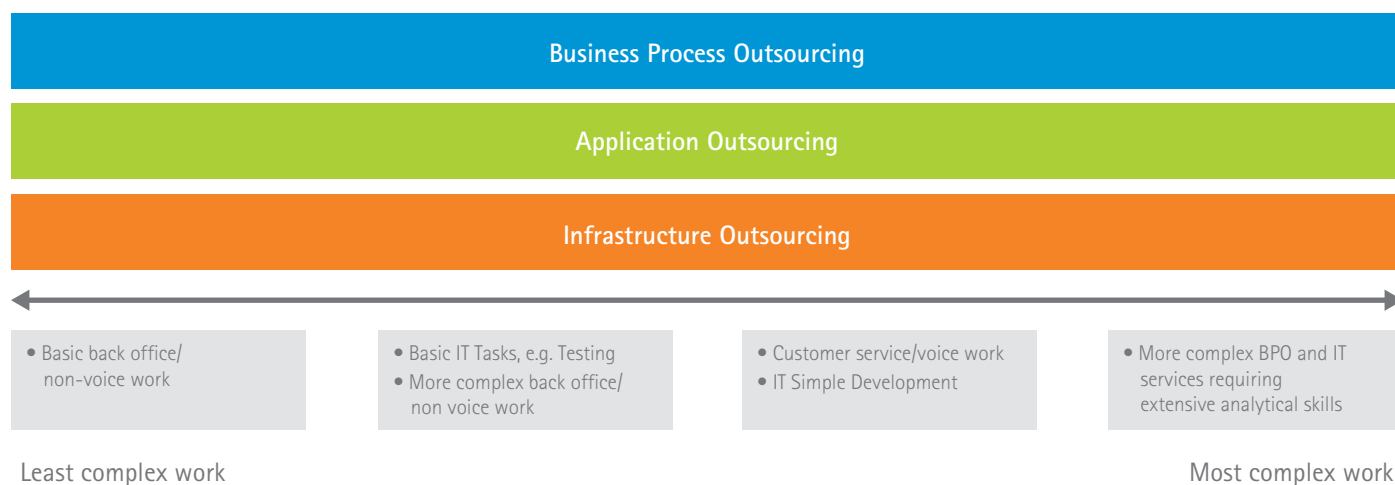 Business Process Outsourcing
Application Outsourcing
Infrastructure Outsourcing
• Basic back office/
non-voice work
• Basic IT Tasks, e.g. Testing
• More complex back office/
non voice work
• Customer service/voice work
• IT Simple Development
• More complex BPO and IT
services requiring
extensive analytical skills
Least complex work
Most complex work